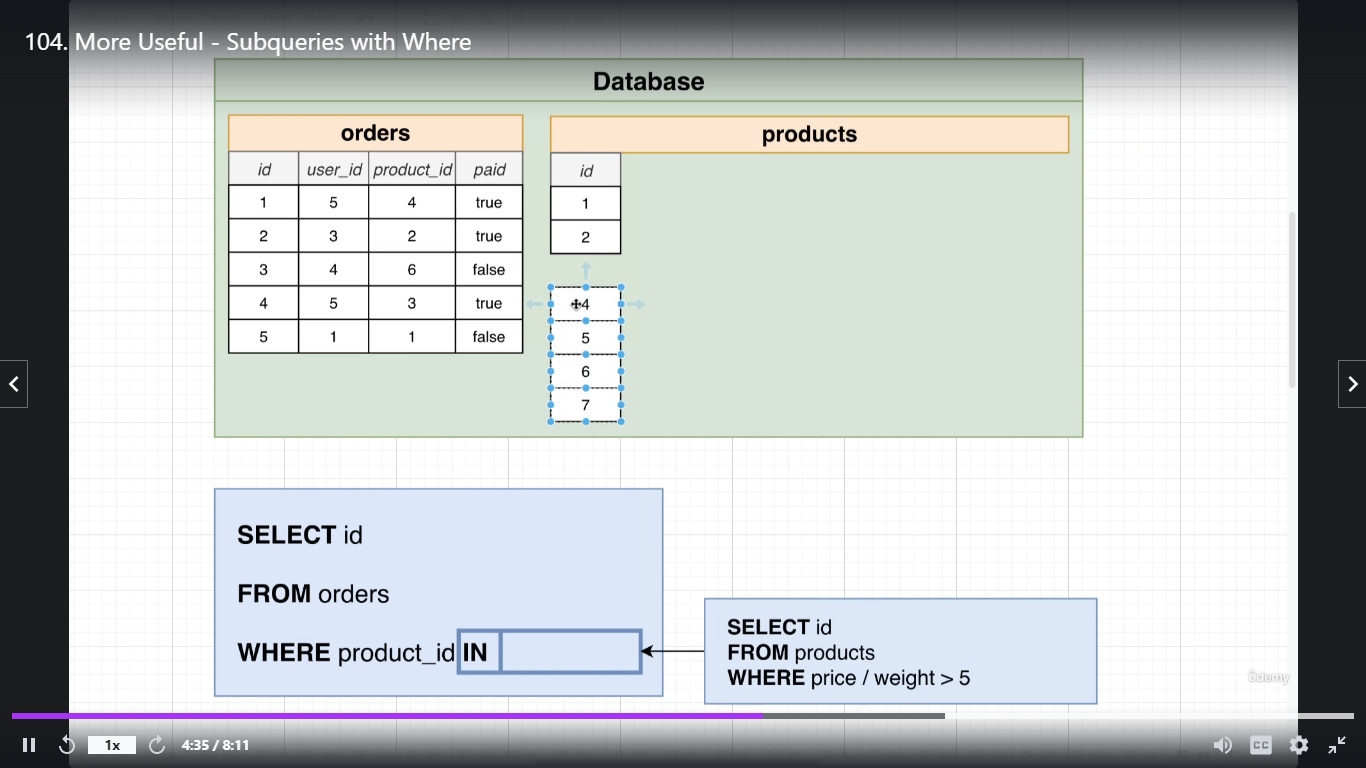 104. More Useful - Subqueries with Where
Database
orders
id user_id product_id paid
1 5 4 true
2 3 2 true
3 4 6 false
4 5 3 true
5 1 1 false
products
id
1
2
4
5
6
7
SELECT id
FROM orders
WHERE product_id IN
SELECT id
FROM products
WHERE price / weight > 5
ûdemy
1x
4:35 / 8:11
CC